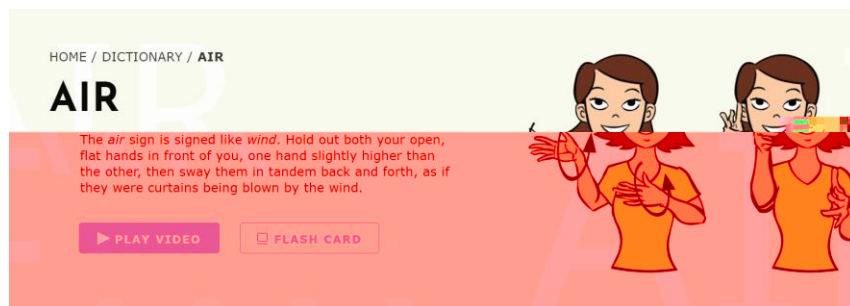 HOME / DICTIONARY / AIR
AIR
The air sign is signed like wind. Hold out both your open,
flat hands in front of you, one hand slightly higher than
the other, then sway them in tandem back and forth, as if
they were curtains being blown by the wind.
PLAY VIDEO
FLASH CARD